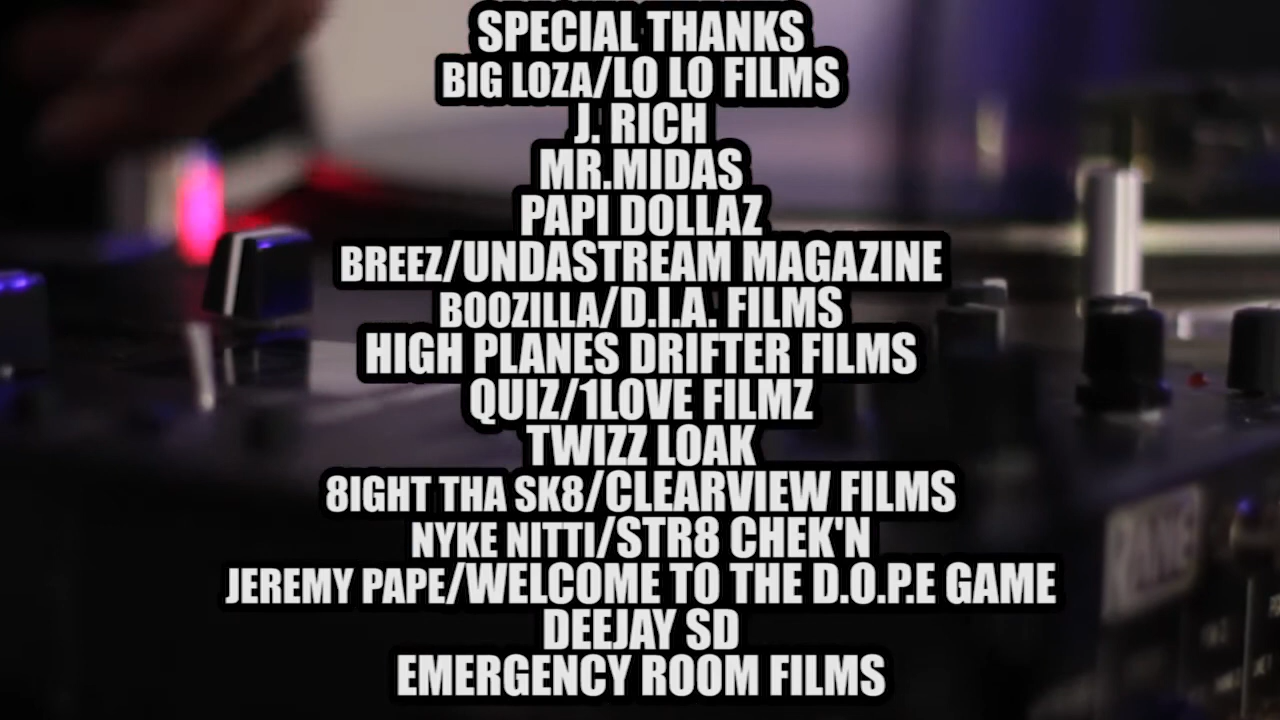 SPECIAL THANKS
BIG LOZA/LO LO FILMS
J. RICH
MR.MIDAS
PAPI DOLLAZ
BREEZ/UNDASTREAM MAGAZINE
BOOZILLA/D.I.A. FILMS
HIGH PLANES DRIFTER FILMS
QUIZ/1LOVE FILMZ
TWIZZ LOAK
8IGHT THA SK8/CLEARVIEW FILMS
NYKE NITTI/STR8 CHEK'N
JEREMY PAPE/WELCOME TO THE D.O.P.E GAME
DEEJAY SD
EMERGENCY ROOM FILMS
RANE